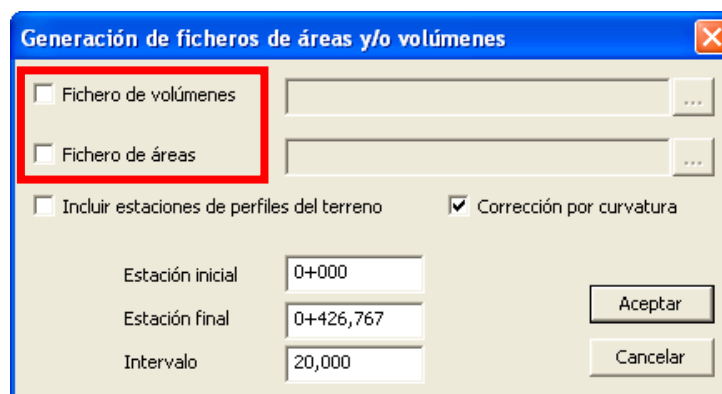 Generación de ficheros de áreas y/o volúmenes
Fichero de volúmenes
...
Fichero de áreas
...
Incluir estaciones de perfiles del terreno
Corrección por curvatura
Estación inicial
0+000
Estación final
0+426,767
Aceptar
Intervalo
20,000
Cancelar